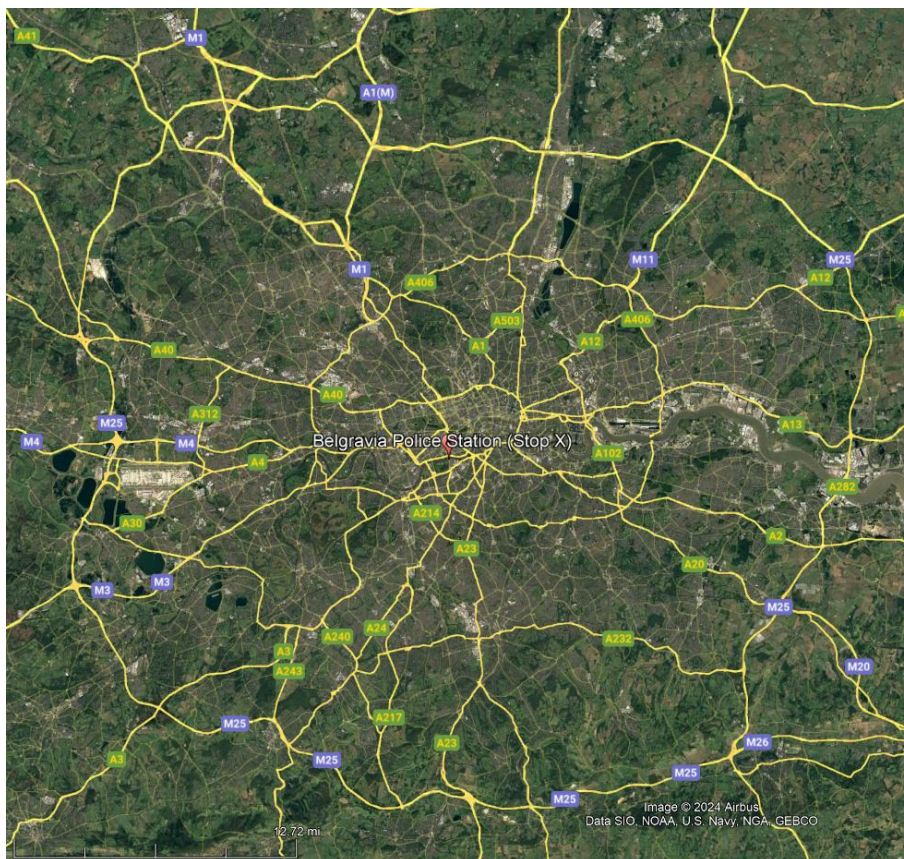 A41
M1
A1(M)
M1
A406
M11
M25
A12
A503
A406
A1
A12
A40
A40
A312
M25
M4
M4
Belgravia Police Station (Stop X)
A4
A102
A13
A282
A30
A214
A2
A23
A20
M3
M3
M25
A240
A24
A232
A3
A243
M20
M25
A217
A23
M26
A3
M25
M25
M25
Image © 2024 Airbus
Data SIO, NOAA, U.S. Navy, NGA, GEBCO
12.72 mi